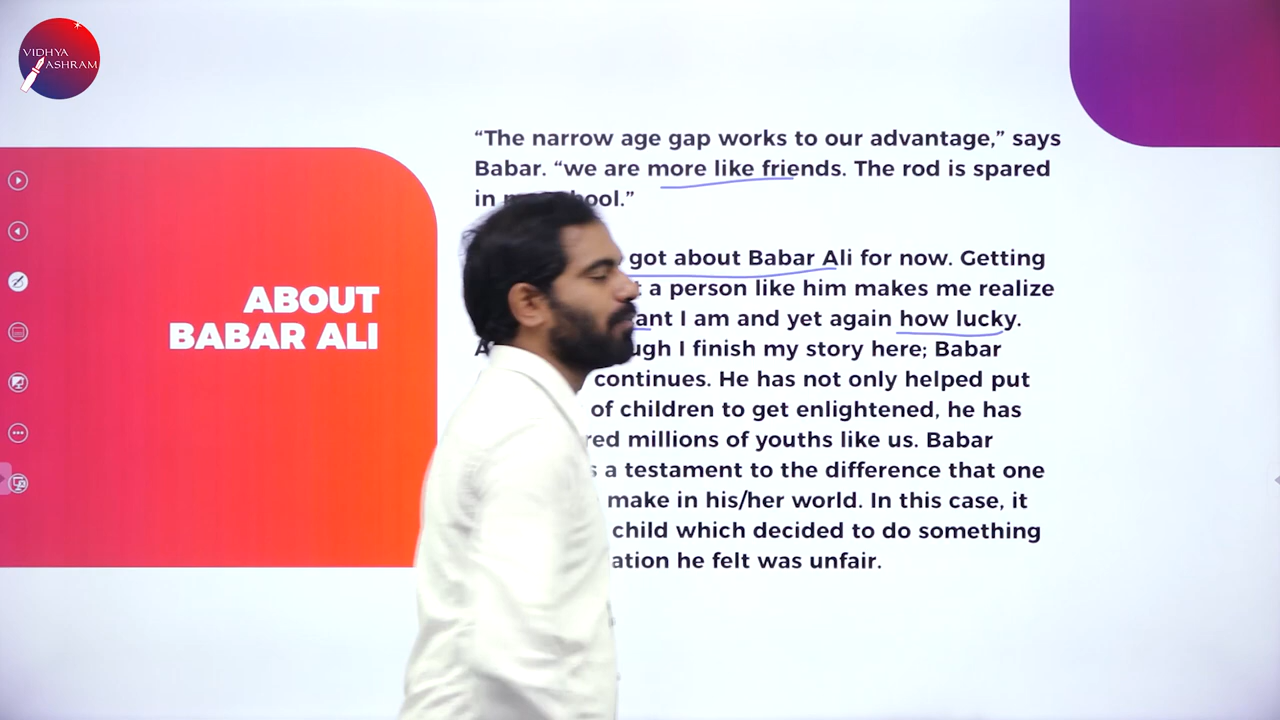 VIDHYA
ASHRAM
ABOUT
BABAR ALI
“The narrow age gap works to our advantage,” says
Babar. “we are more like friends. The rod is spared
in
got about Babar Ali for now. Getting
a person like him makes me realize
I am and yet again how lucky.
I finish my story here; Babar
continues. He has not only helped put
of children to get enlightened, he has
millions of youths like us. Babar
a testament to the difference that one
make in his/her world. In this case, it
child which decided to do something
he felt was unfair.